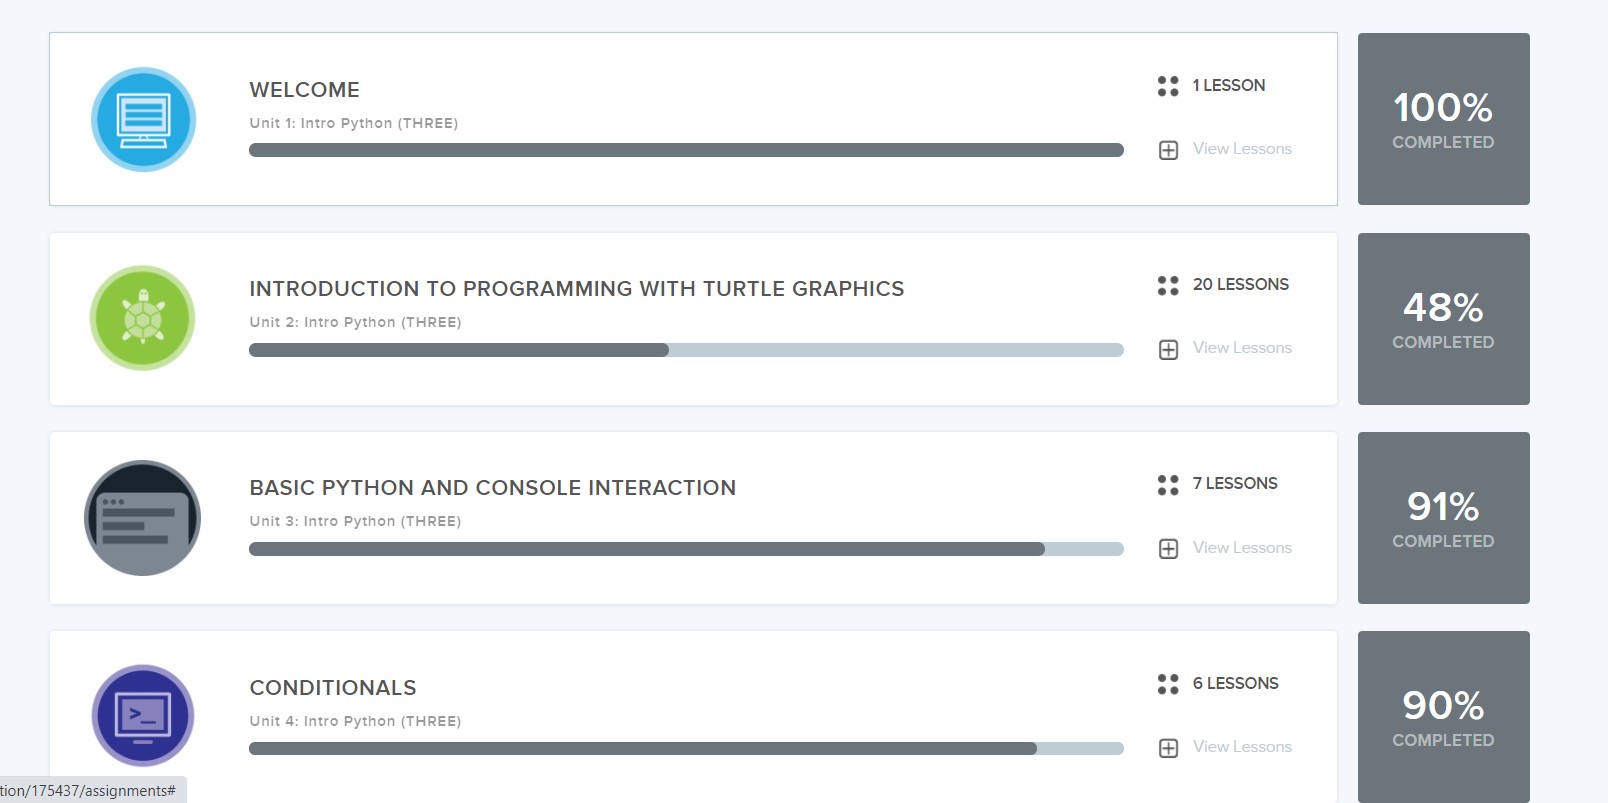 WELCOME
Unit 1: Intro Python (THREE)
1 LESSON
View Lessons
100%
COMPLETED
INTRODUCTION TO PROGRAMMING WITH TURTLE GRAPHICS
Unit 2: Intro Python (THREE)
20 LESSONS
View Lessons
48%
COMPLETED
BASIC PYTHON AND CONSOLE INTERACTION
Unit 3: Intro Python (THREE)
7 LESSONS
View Lessons
91%
COMPLETED
CONDITIONALS
Unit 4: Intro Python (THREE)
6 LESSONS
View Lessons
90%
COMPLETED
tion/175437/assignments#